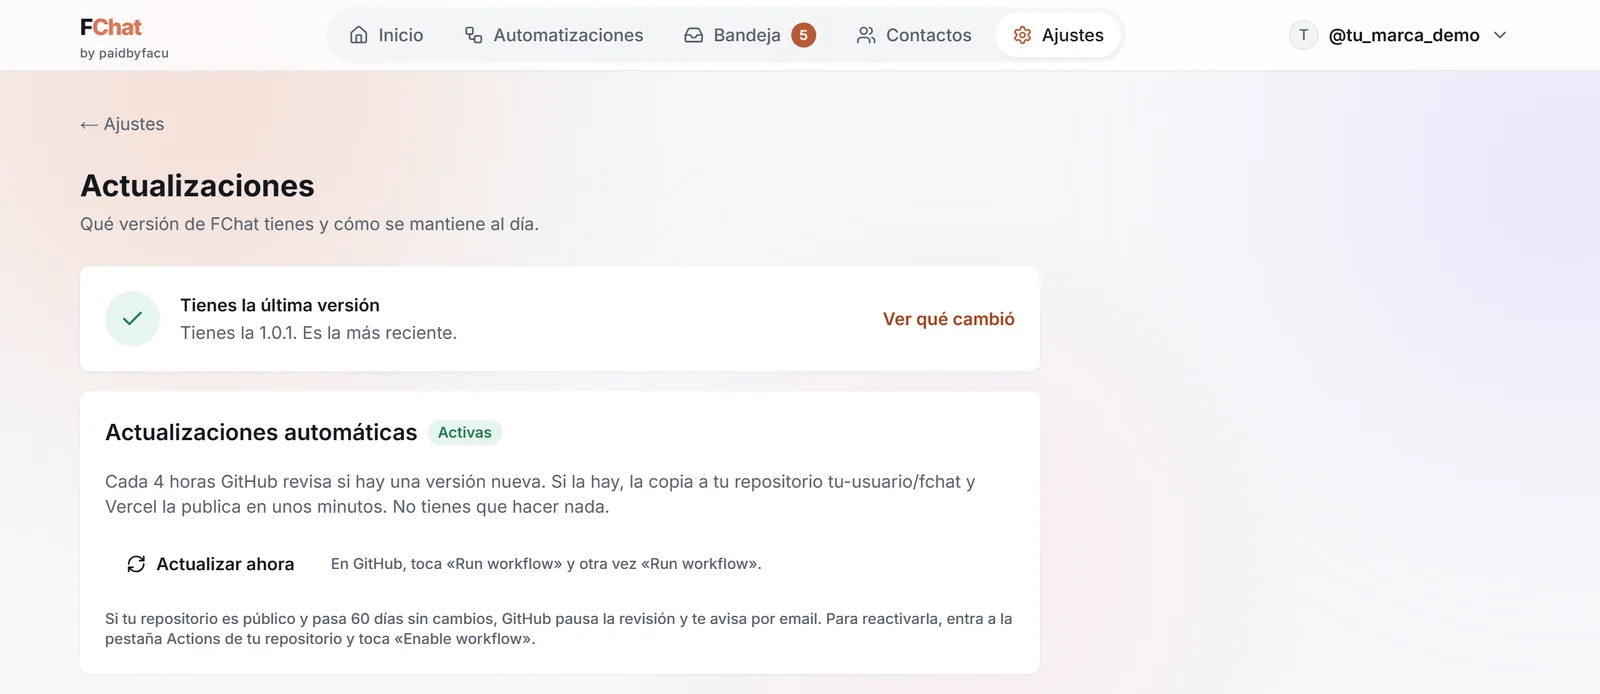 FChat
by paidbyfacu
Inicio
Automatizaciones
Bandeja 5
Contactos
Ajustes
T @tu_marca_demo
← Ajustes
Actualizaciones
Qué versión de FChat tienes y cómo se mantiene al día.
Tienes la última versión
Tienes la 1.0.1. Es la más reciente.
Ver qué cambió
Actualizaciones automáticas Activas
Cada 4 horas GitHub revisa si hay una versión nueva. Si la hay, la copia a tu repositorio tu-usuario/fchat y
Vercel la publica en unos minutos. No tienes que hacer nada.
Actualizar ahora
En GitHub, toca «Run workflow» y otra vez «Run workflow».
Si tu repositorio es público y pasa 60 días sin cambios, GitHub pausa la revisión y te avisa por email. Para reactivarla, entra a la
pestaña Actions de tu repositorio y toca «Enable workflow».